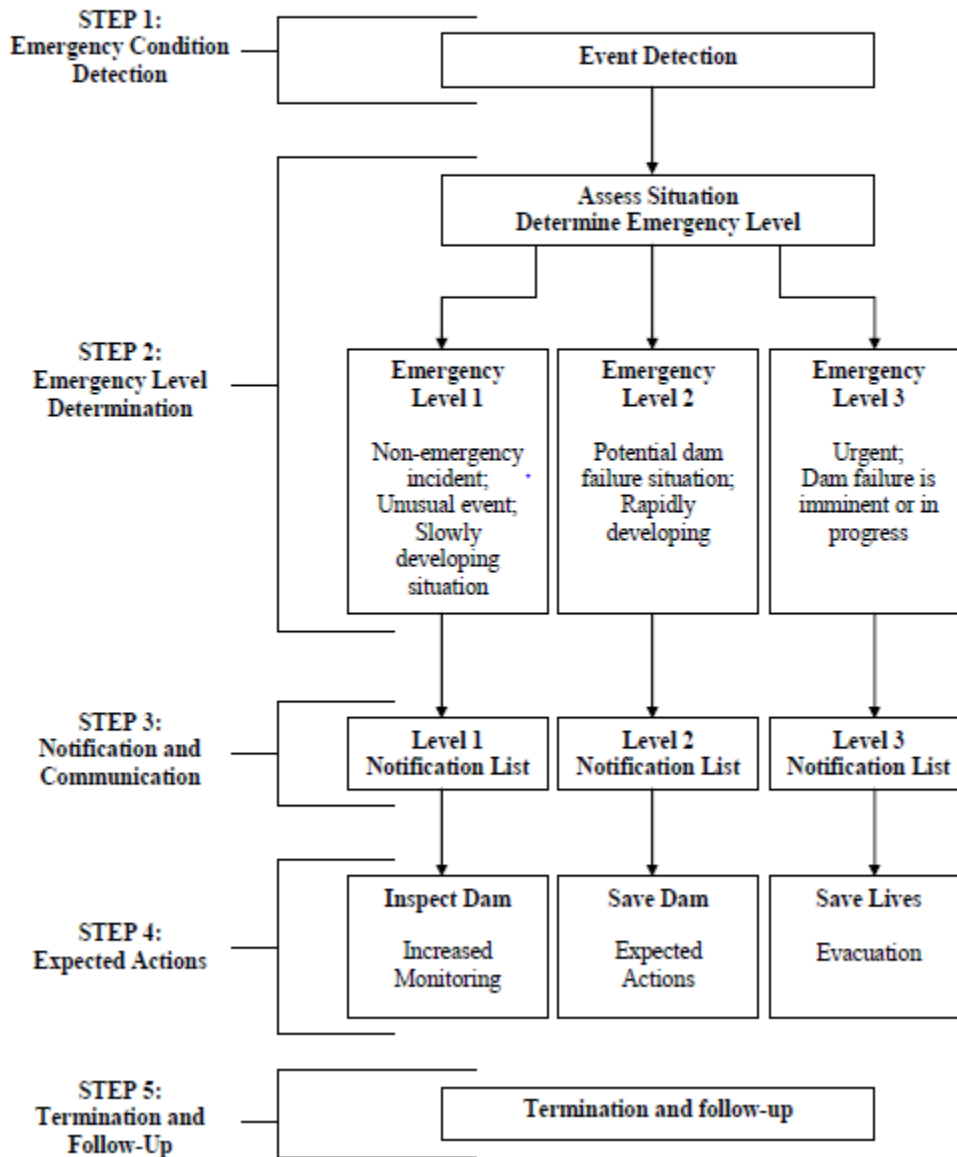 STEP 1:
Emergency Condition
Detection
Event Detection
Assess Situation
Determine Emergency Level
STEP 2:
Emergency Level
Determination
Emergency
Level 1
Non-emergency
incident;
Unusual event;
Slowly
developing
situation
Emergency
Level 2
Potential dam
failure situation;
Rapidly
developing
Emergency
Level 3
Urgent;
Dam failure is
imminent or in
progress
STEP 3:
Notification and
Communication
Level 1
Notification List
Level 2
Notification List
Level 3
Notification List
STEP 4:
Expected Actions
Inspect Dam
Increased
Monitoring
Save Dam
Expected
Actions
Save Lives
Evacuation
STEP 5:
Termination and
Follow-Up
Termination and follow-up